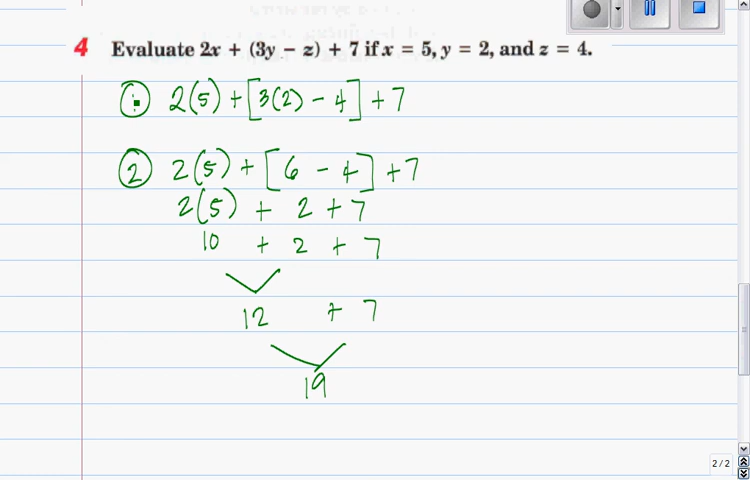 4 Evaluate 2x + (3y − z) + 7 if x = 5, y = 2, and z = 4.
① 2(5) + [3(2) − 4] + 7
② 2(5) + [6 − 4] + 7
2(5) + 2 + 7
10 + 2 + 7
12 + 7
19
2/2